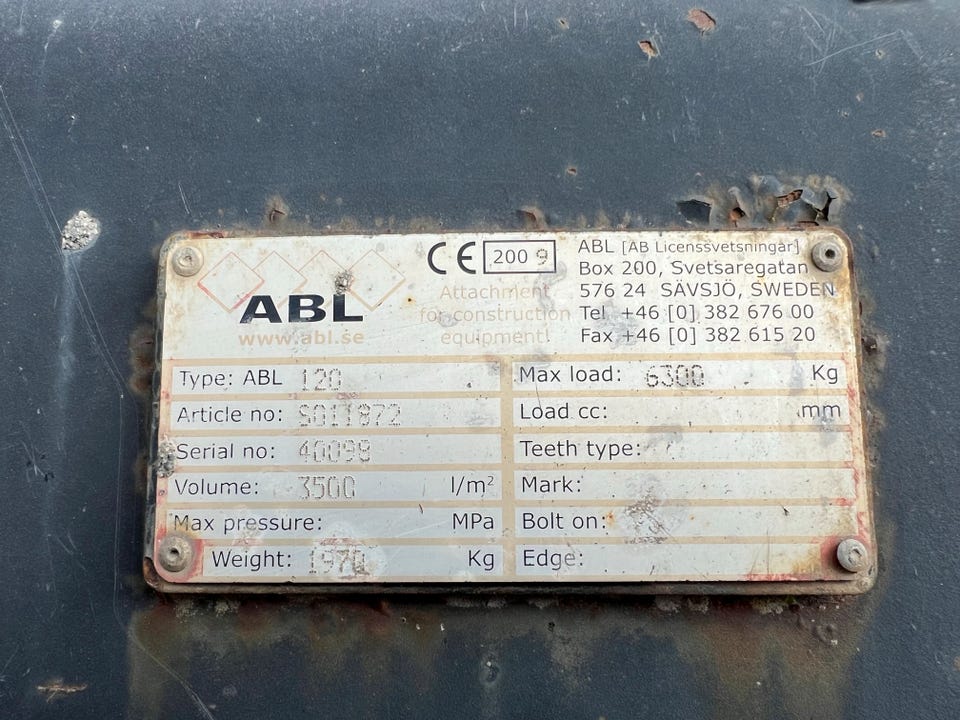 ABL
www.abl.se
CE 2009
Attachment
for construction
equipment!
ABL [AB Licenssvetsningar]
Box 200, Svetsaregatan
576 24 SÄVSJÖ, SWEDEN
Tel +46 [0] 382 676 00
Fax +46 [0] 382 615 20
Type: ABL 120
Max load: 6300 Kg
Article no: S011872
Load cc: mm
Serial no: 40098
Teeth type:
Volume: 3500 l/m²
Mark:
Max pressure: MPa
Bolt on:
Weight: 1970 Kg
Edge: